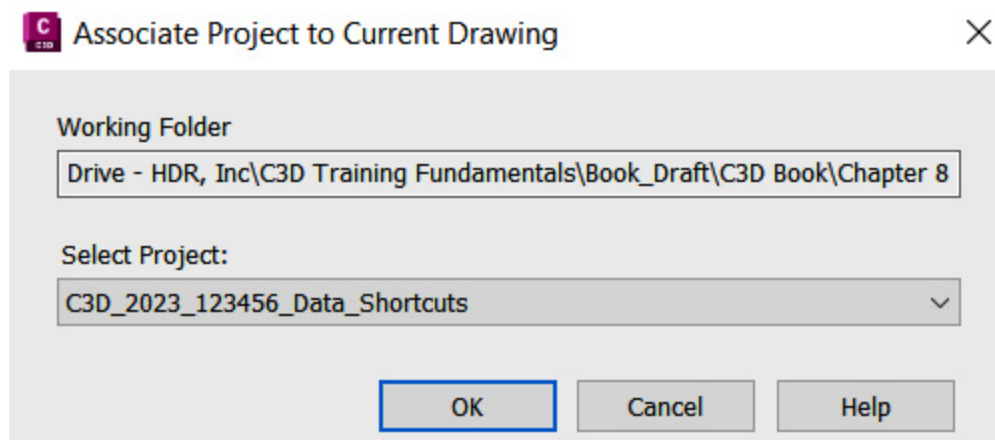 C
C3D
Associate Project to Current Drawing
Working Folder
Drive - HDR, Inc\C3D Training Fundamentals\Book_Draft\C3D Book\Chapter 8
Select Project:
C3D_2023_123456_Data_Shortcuts
OK Cancel Help